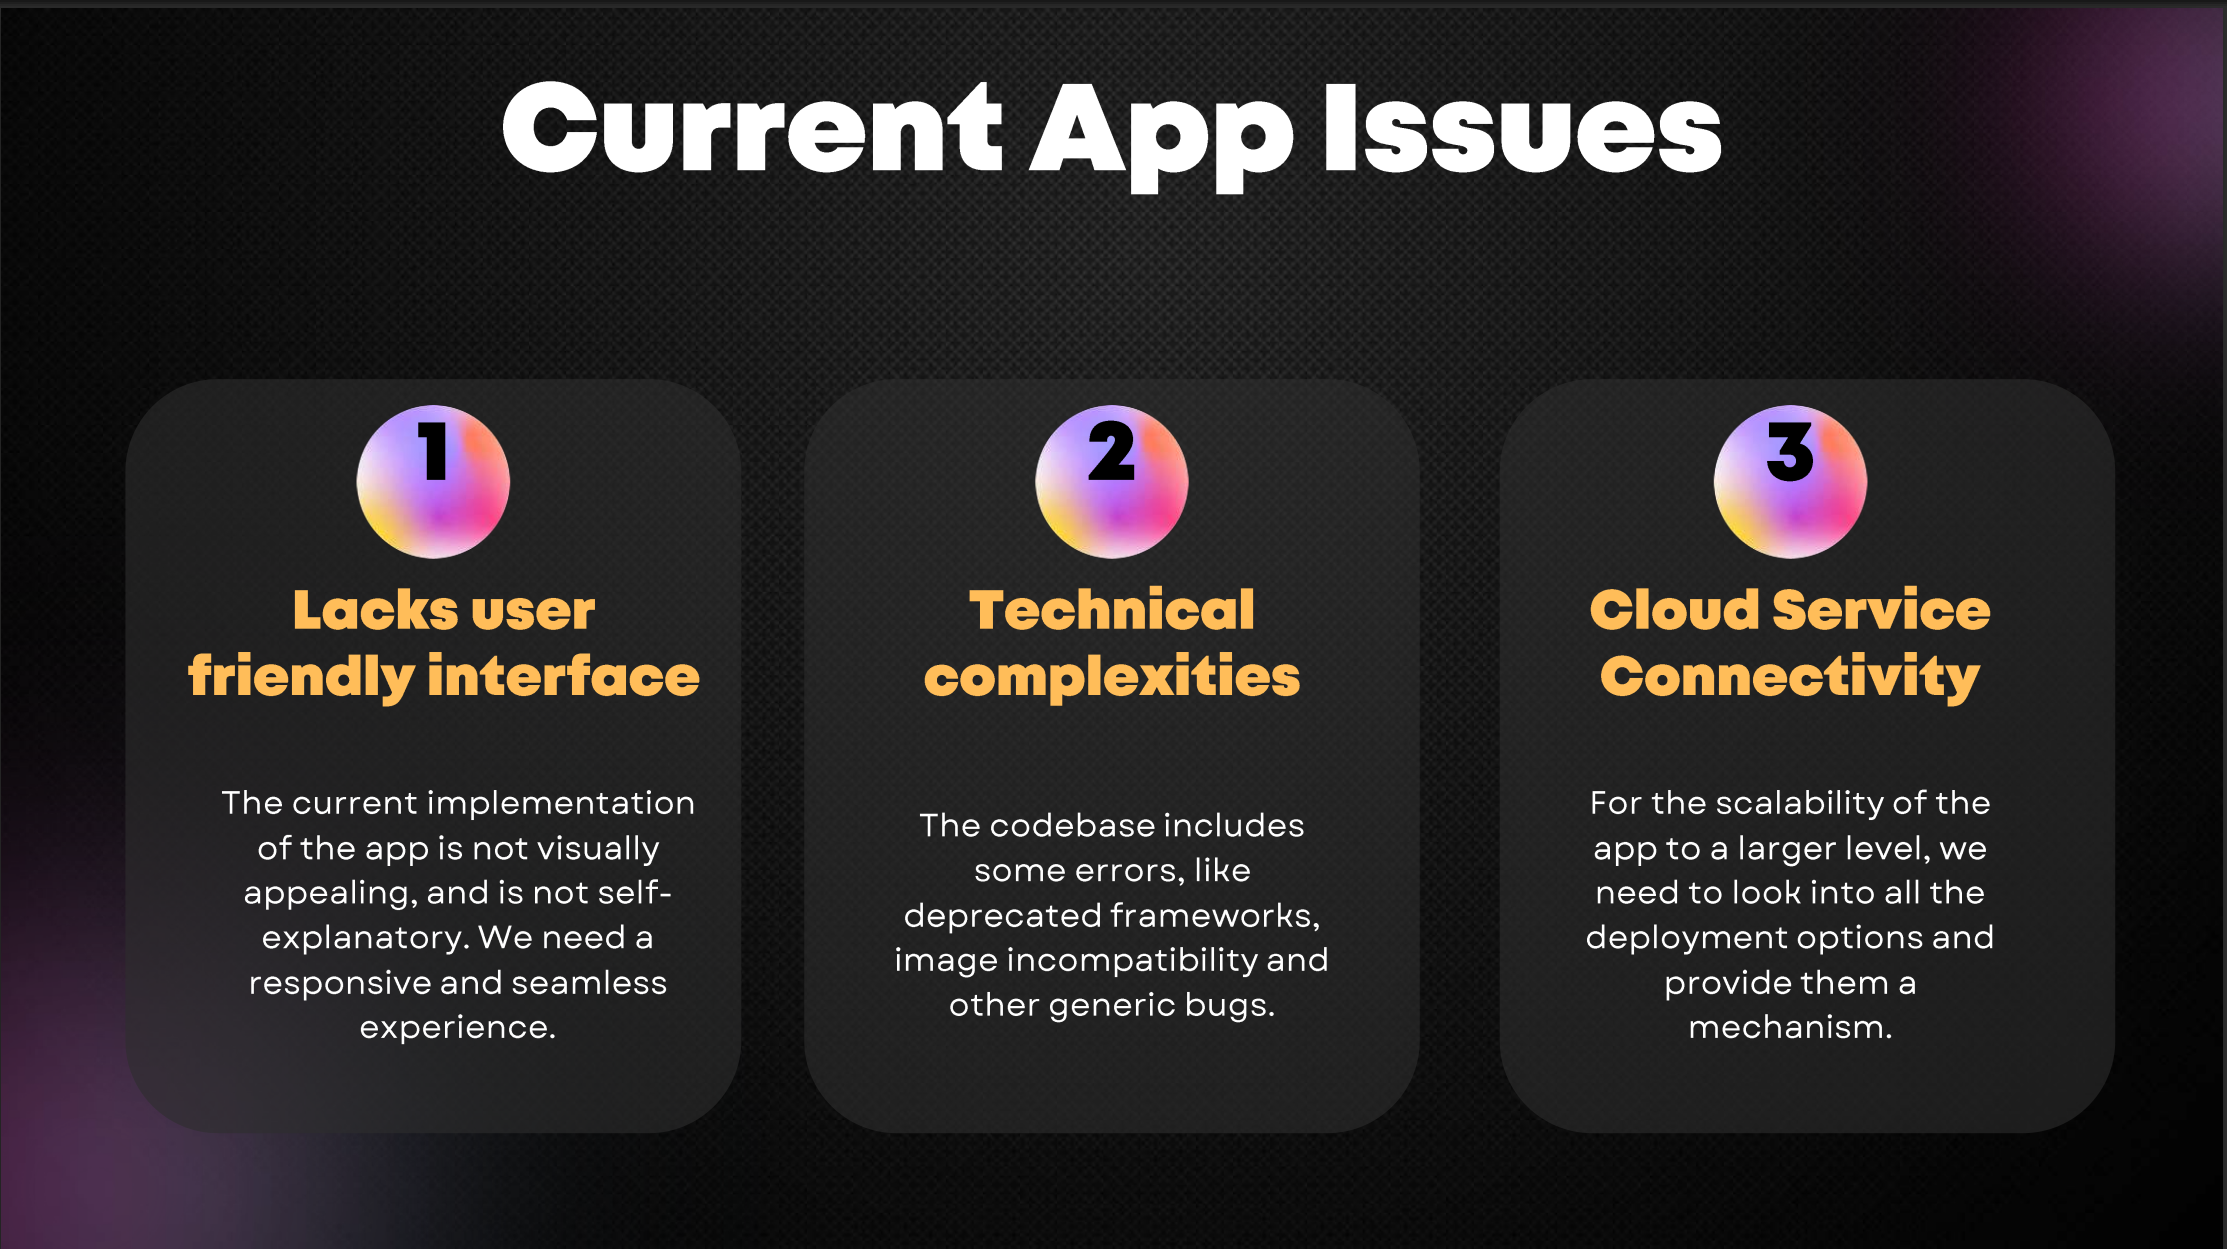 Current App Issues
1
Lacks user
friendly interface
The current implementation
of the app is not visually
appealing, and is not self-
explanatory. We need a
responsive and seamless
experience.
2
Technical
complexities
The codebase includes
some errors, like
deprecated frameworks,
image incompatibility and
other generic bugs.
3
Cloud Service
Connectivity
For the scalability of the
app to a larger level, we
need to look into all the
deployment options and
provide them a
mechanism.